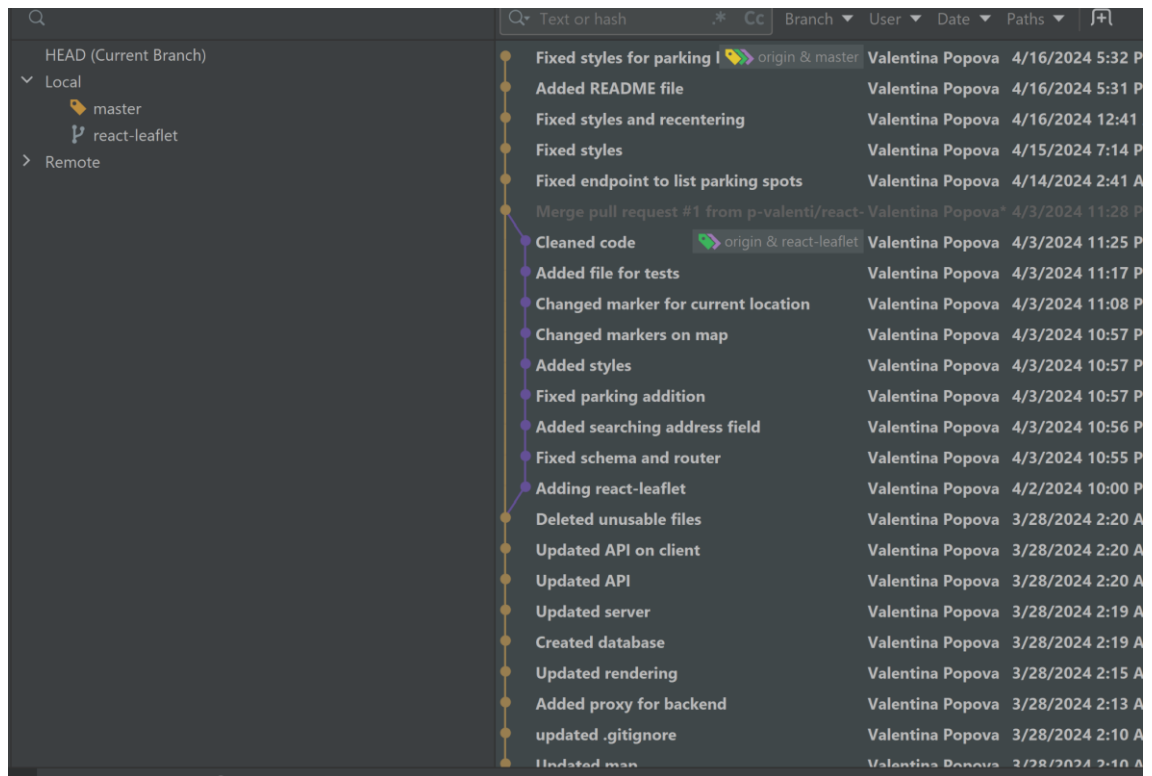 Text or hash .* Cc Branch User Date Paths
HEAD (Current Branch)
Local
master
react-leaflet
Remote
Fixed styles for parking origin & master Valentina Popova 4/16/2024 5:32 P
Added README file Valentina Popova 4/16/2024 5:31 P
Fixed styles and recentering Valentina Popova 4/16/2024 12:41
Fixed styles Valentina Popova 4/15/2024 7:14 P
Fixed endpoint to list parking spots Valentina Popova 4/14/2024 2:41 A
Merge pull request #1 from p-valenti/react- Valentina Popova* 4/3/2024 11:28 P
Cleaned code origin & react-leaflet Valentina Popova 4/3/2024 11:25 P
Added file for tests Valentina Popova 4/3/2024 11:17 P
Changed marker for current location Valentina Popova 4/3/2024 11:08 P
Changed markers on map Valentina Popova 4/3/2024 10:57 P
Added styles Valentina Popova 4/3/2024 10:57 P
Fixed parking addition Valentina Popova 4/3/2024 10:57 P
Added searching address field Valentina Popova 4/3/2024 10:56 P
Fixed schema and router Valentina Popova 4/3/2024 10:55 P
Adding react-leaflet Valentina Popova 4/2/2024 10:00 P
Deleted unusable files Valentina Popova 3/28/2024 2:20 A
Updated API on client Valentina Popova 3/28/2024 2:20 A
Updated API Valentina Popova 3/28/2024 2:20 A
Updated server Valentina Popova 3/28/2024 2:19 A
Created database Valentina Popova 3/28/2024 2:19 A
Updated rendering Valentina Popova 3/28/2024 2:15 A
Added proxy for backend Valentina Popova 3/28/2024 2:13 A
updated .gitignore Valentina Popova 3/28/2024 2:10 A
Updated map Valentina Popova 3/28/2024 2:10 A